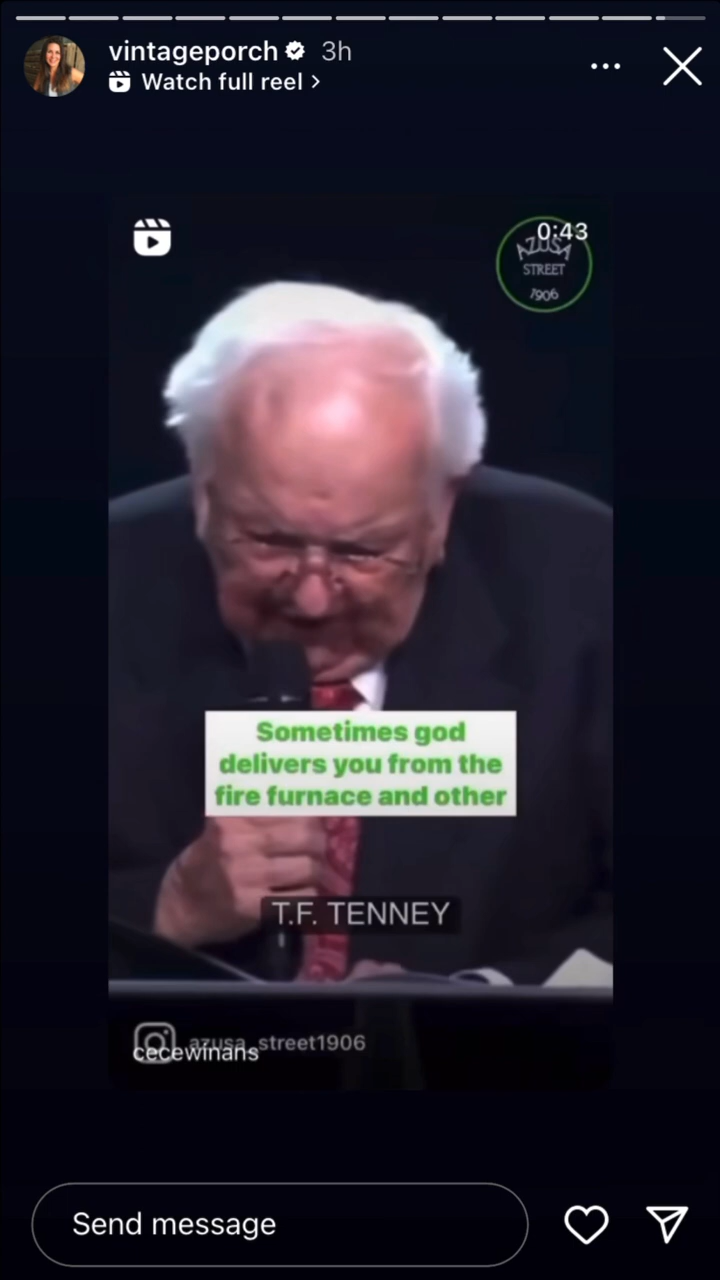 vintageporch 3h
Watch full reel >
0:43
AZUSA
STREET
1906
Sometimes god
delivers you from the
fire furnace and other
T.F. TENNEY
azusa_street1906
cecewinans
Send message